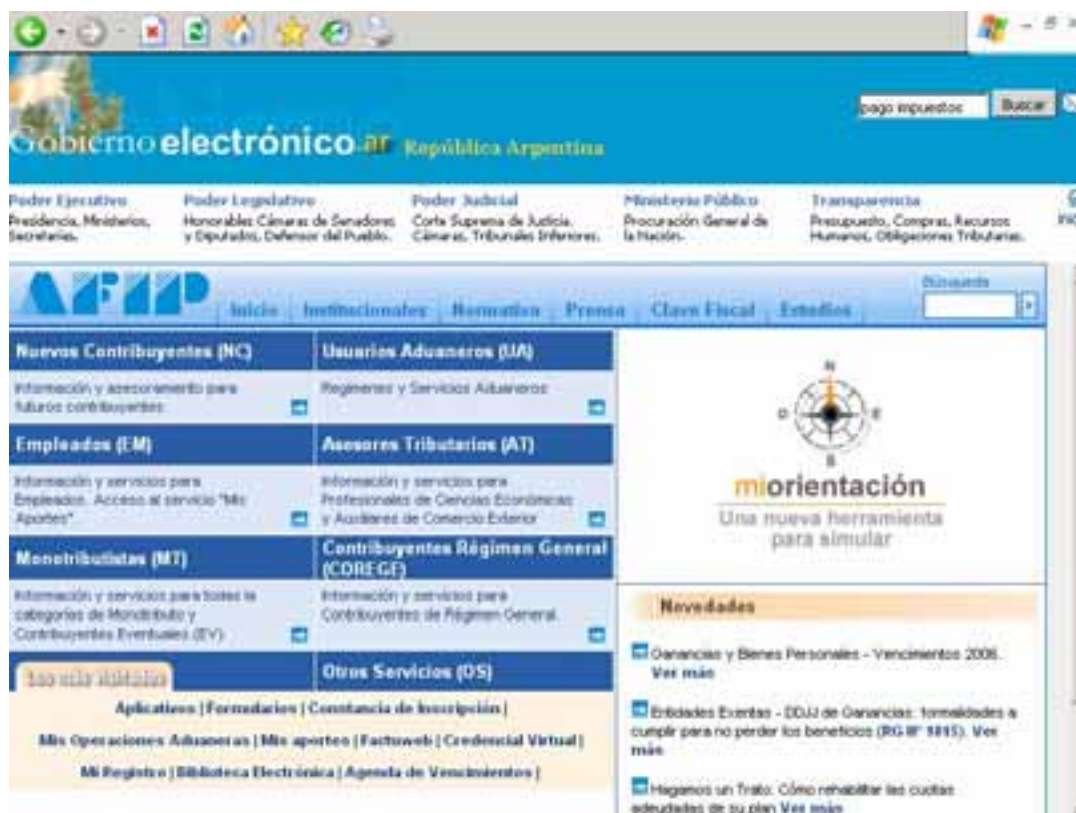 pago impuestos
Buscar
Gobierno electrónico.ar República Argentina
Poder Ejecutivo
Presidencia, Ministerios,
Secretarías.
Poder Legislativo
Honorables Cámaras de Senadores
y Diputados, Defensor del Pueblo.
Poder Judicial
Corte Suprema de Justicia,
Cámaras, Tribunales Inferiores.
Ministerio Público
Procuración General de
la Nación.
Transparencia
Presupuesto, Compras, Recursos
Humanos, Obligaciones Tributarias.
AFIP
Inicio Institucionales Normativa Prensa Clave Fiscal Estudios
Búsqueda
Nuevos Contribuyentes (NC)
Información y asesoramiento para
futuros contribuyentes
Usuarios Aduaneros (UA)
Regímenes y Servicios Aduaneros
Empleados (EM)
Información y servicios para
Empleados. Acceso al servicio "Mis
Aportes"
Asesores Tributarios (AT)
Información y servicios para
Profesionales de Ciencias Económicas
y Auxiliares de Comercio Exterior
Monotributistas (MT)
Información y servicios para todas la
categorías de Monotributo y
Contribuyentes Eventuales (EV)
Contribuyentes Régimen General
(COREGE)
Información y servicios para
Contribuyentes de Régimen General.
Los más visitados
Otros Servicios (OS)
Aplicativos | Formularios | Constancia de Inscripción |
Mis Operaciones Aduaneras | Mis aportes | Factuweb | Credencial Virtual |
Mi Registro | Biblioteca Electrónica | Agenda de Vencimientos |
N
O E
S
miorientación
Una nueva herramienta
para simular
Novedades
Ganancias y Bienes Personales - Vencimientos 2006.
Ver más
Entidades Exentas - DDJJ de Ganancias: formalidades a
cumplir para no perder los beneficios (RG Nº 1815). Ver
más
Hagamos un Trato: Cómo rehabilitar las cuotas
adeudadas de su plan Ver más